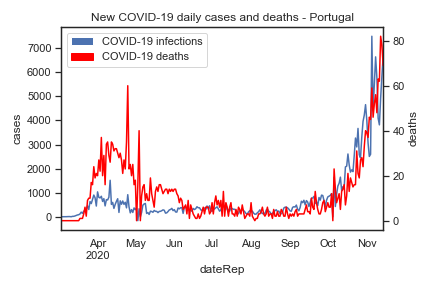 New COVID-19 daily cases and deaths - Portugal
COVID-19 infections
COVID-19 deaths
7000
6000
5000
4000
3000
2000
1000
0
cases
80
60
40
20
0
deaths
Apr
2020
May
Jun
Jul
Aug
Sep
Oct
Nov
dateRep